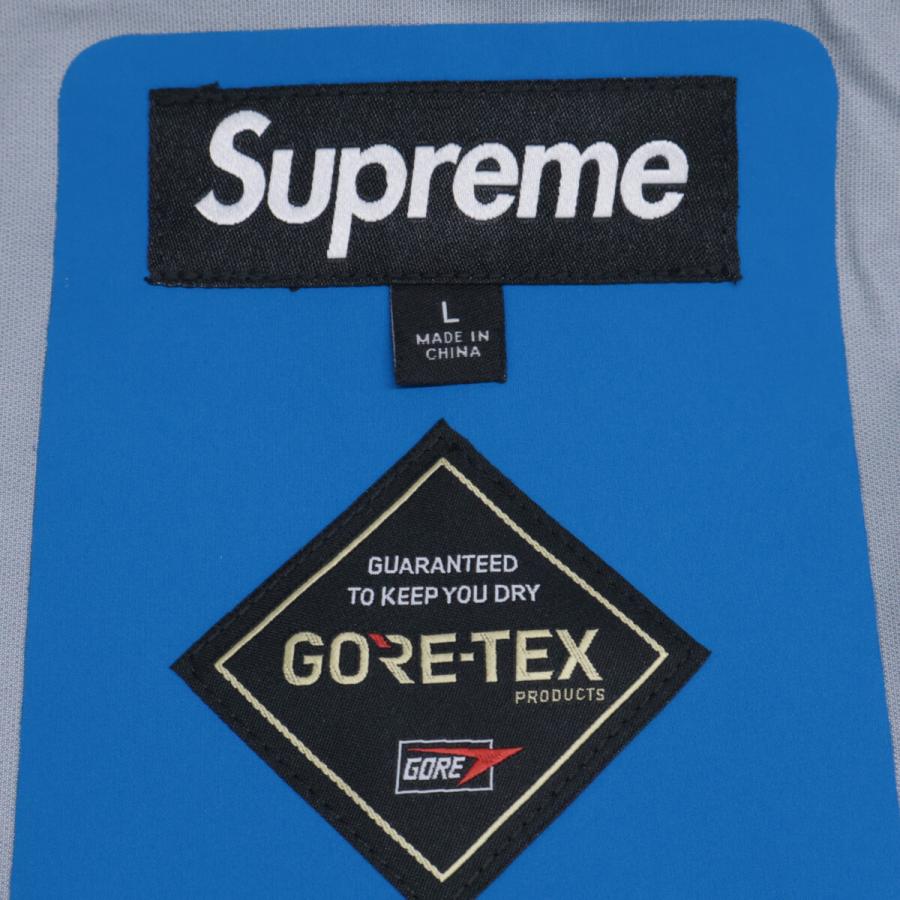 Supreme
L
MADE IN
CHINA
GUARANTEED
TO KEEP YOU DRY
GORE-TEX
PRODUCTS
GORE